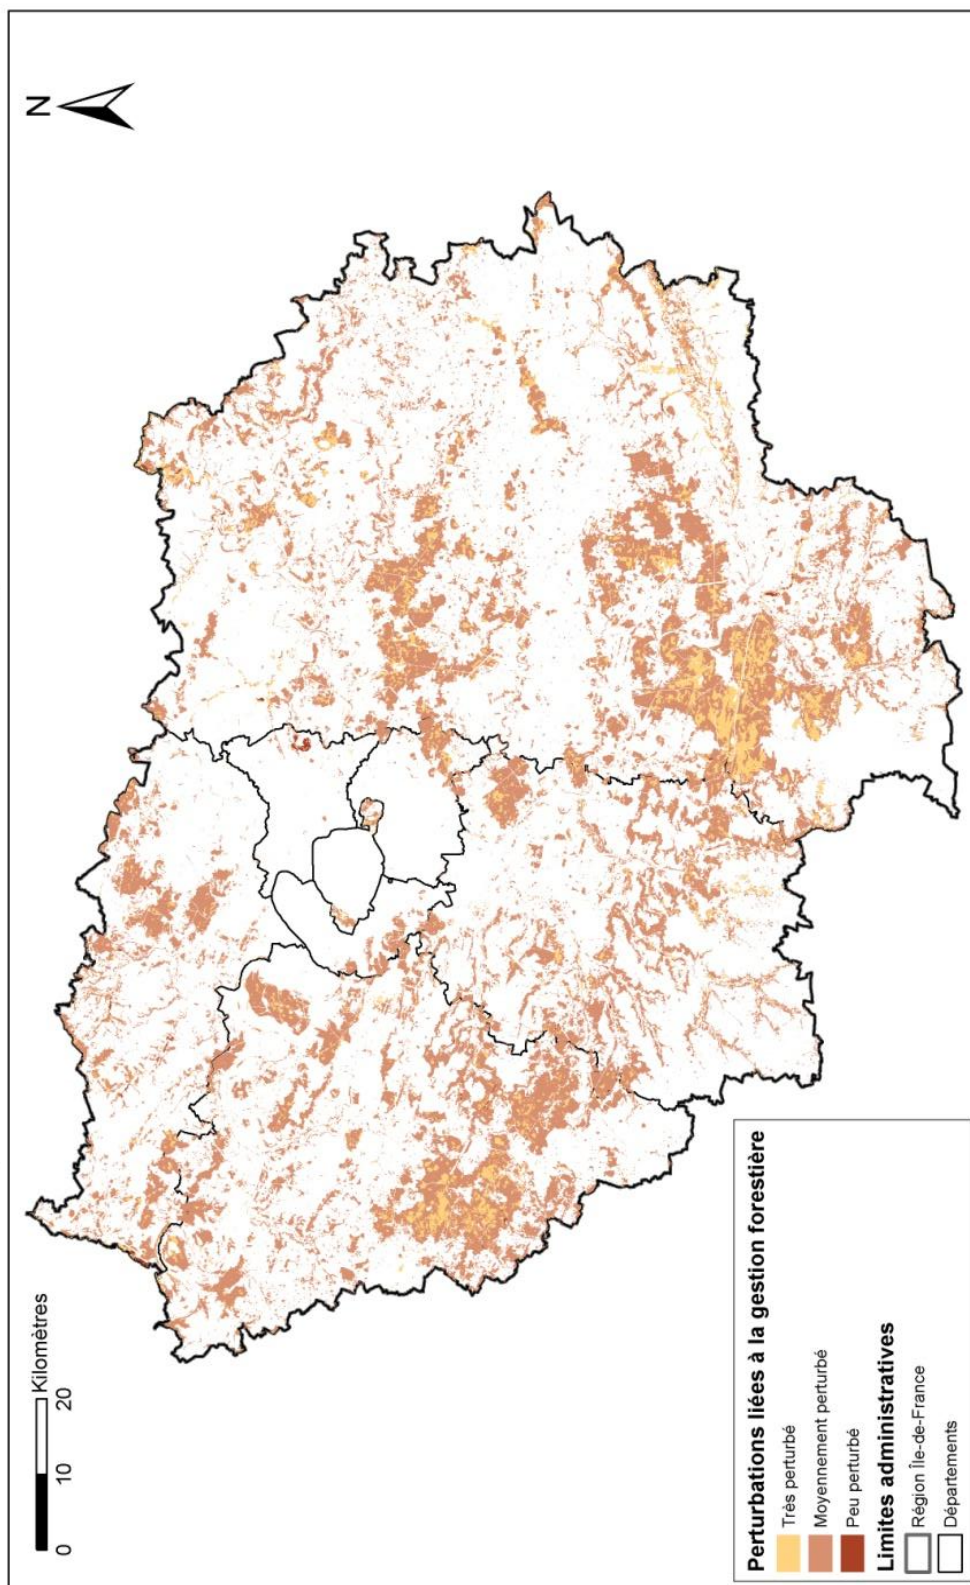 N
Kilomètres
0 10 20
Perturbations liées à la gestion forestière
Très perturbé
Moyennement perturbé
Peu perturbé
Limites administratives
Région Île-de-France
Départements